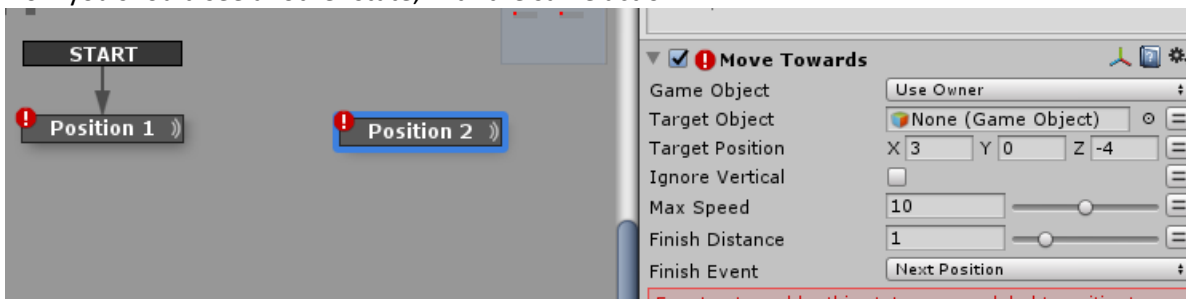 START
Position 1
Position 2
Move Towards
Game Object Use Owner
Target Object None (Game Object)
Target Position X 3 Y 0 Z -4
Ignore Vertical
Max Speed 10
Finish Distance 1
Finish Event Next Position